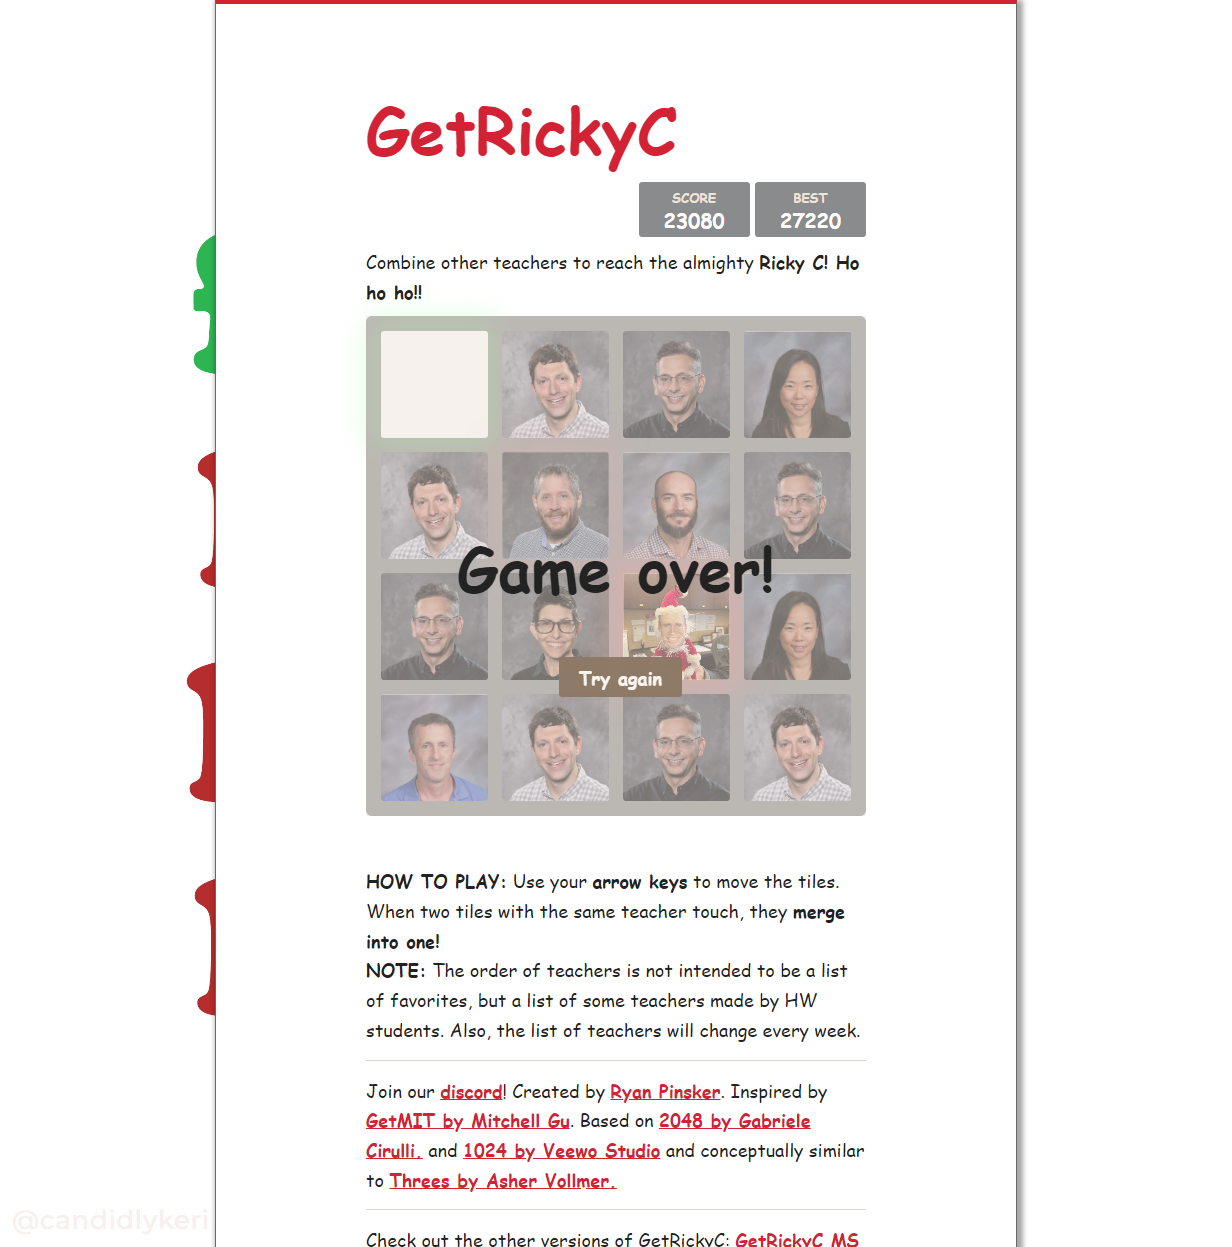 GetRickyC
SCORE
23080
BEST
27220
Combine other teachers to reach the almighty Ricky C! Ho
ho ho!!
Game over!
Try again
HOW TO PLAY: Use your arrow keys to move the tiles.
When two tiles with the same teacher touch, they merge
into one!
NOTE: The order of teachers is not intended to be a list
of favorites, but a list of some teachers made by HW
students. Also, the list of teachers will change every week.
Join our discord! Created by Ryan Pinsker. Inspired by
GetMIT by Mitchell Gu. Based on 2048 by Gabriele
Cirulli. and 1024 by Veewo Studio and conceptually similar
to Threes by Asher Vollmer.
@candidlykeri
Check out the other versions of GetRickyC: GetRickyC MS